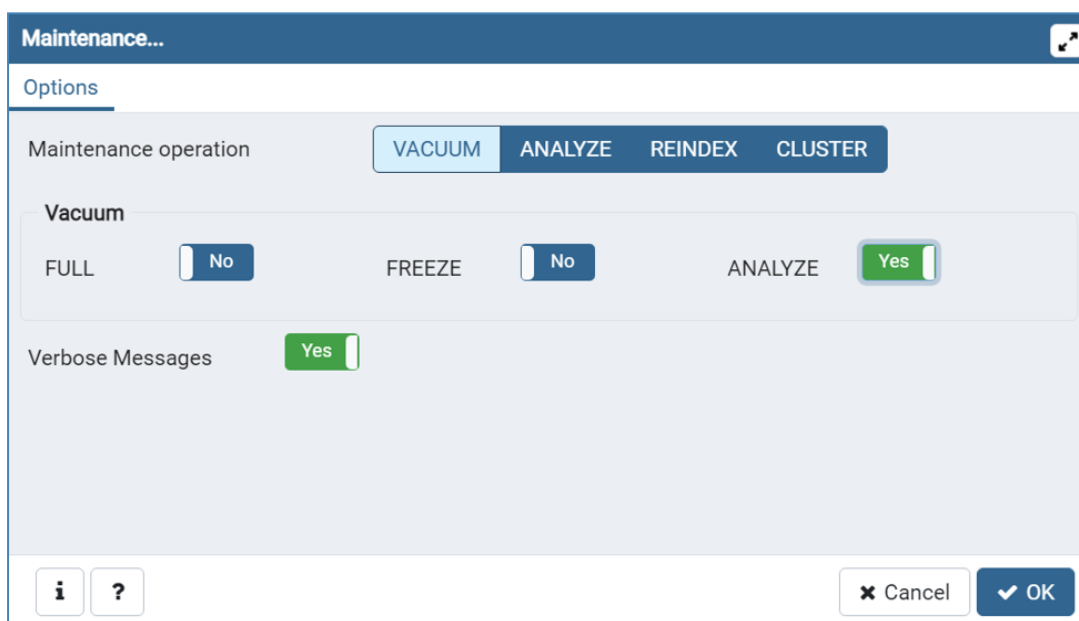 Maintenance...
Options
Maintenance operation VACUUM ANALYZE REINDEX CLUSTER
Vacuum
FULL No FREEZE No ANALYZE Yes
Verbose Messages Yes
i ? Cancel OK